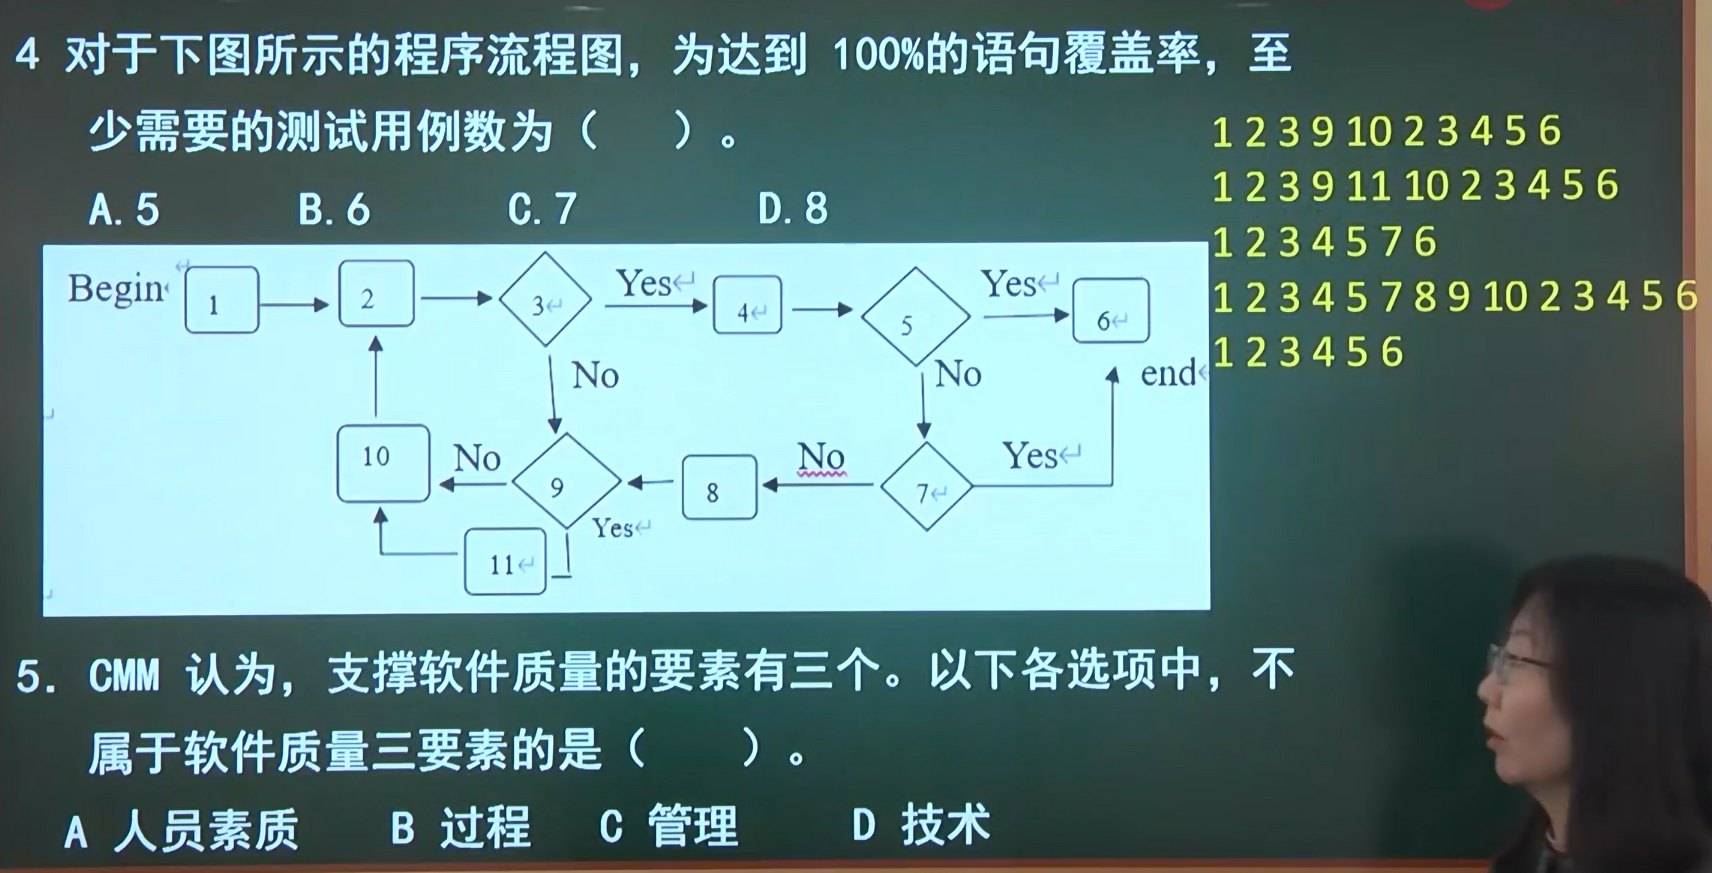 4 对于下图所示的程序流程图，为达到 100%的语句覆盖率，至
少需要的测试用例数为（ ）。
A. 5 B. 6 C. 7 D. 8
1 2 3 9 10 2 3 4 5 6
1 2 3 9 11 10 2 3 4 5 6
1 2 3 4 5 7 6
1 2 3 4 5 7 8 9 10 2 3 4 5 6
1 2 3 4 5 6
Begin 1 2 3 Yes 4 5 Yes 6
No No end
10 No 9 8 No 7 Yes
11 Yes
5. CMM 认为，支撑软件质量的要素有三个。以下各选项中，不
属于软件质量三要素的是（ ）。
A 人员素质 B 过程 C 管理 D 技术